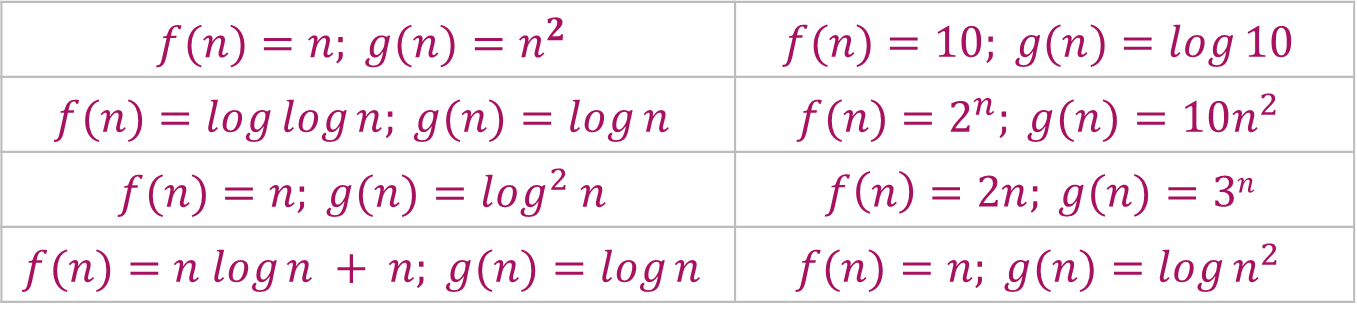 f(n) = n; g(n) = n²
f(n) = 10; g(n) = log 10
f(n) = log log n; g(n) = log n
f(n) = 2ⁿ; g(n) = 10n²
f(n) = n; g(n) = log² n
f(n) = 2n; g(n) = 3ⁿ
f(n) = n log n + n; g(n) = log n
f(n) = n; g(n) = log n²